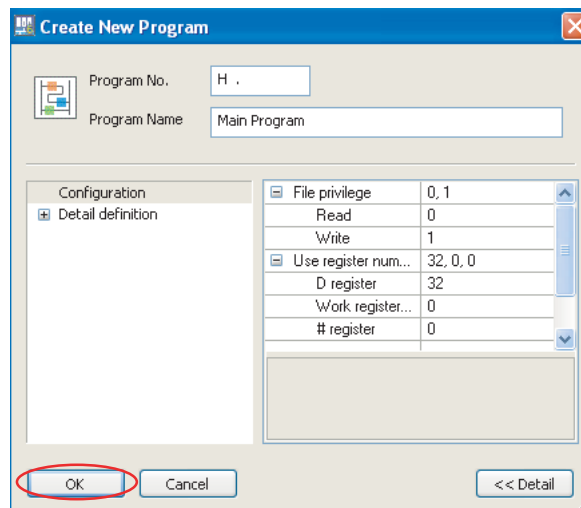 Create New Program
Program No.
H .
Program Name
Main Program
Configuration
Detail definition
File privilege 0, 1
Read 0
Write 1
Use register num... 32, 0, 0
D register 32
Work register... 0
# register 0
OK
Cancel
<< Detail